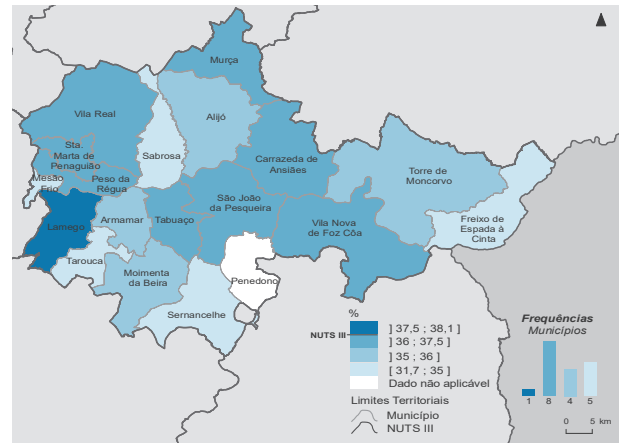 Murça
Vila Real
Alijó
Sta.
Marta de
Penaguião
Sabrosa
Carrazeda de
Ansiães
Torre de
Moncorvo
Mesão
Frio
Peso da
Régua
São João
da Pesqueira
Lamego
Armamar
Tabuaço
Vila Nova
de Foz Côa
Freixo de
Espada à
Cinta
Tarouca
Moimenta
da Beira
Penedono
Sernancelhe
%
NUTS III
] 37,5 ; 38,1 ]
] 36 ; 37,5 ]
] 35 ; 36 ]
[ 31,7 ; 35 ]
Dado não aplicável
Limites Territoriais
Município
NUTS III
Frequências
Municípios
1 8 4 5
0 5 km